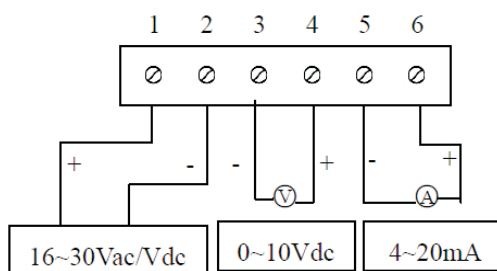 1 2 3 4 5 6
+ - - V + - A +
16~30Vac/Vdc 0~10Vdc 4~20mA